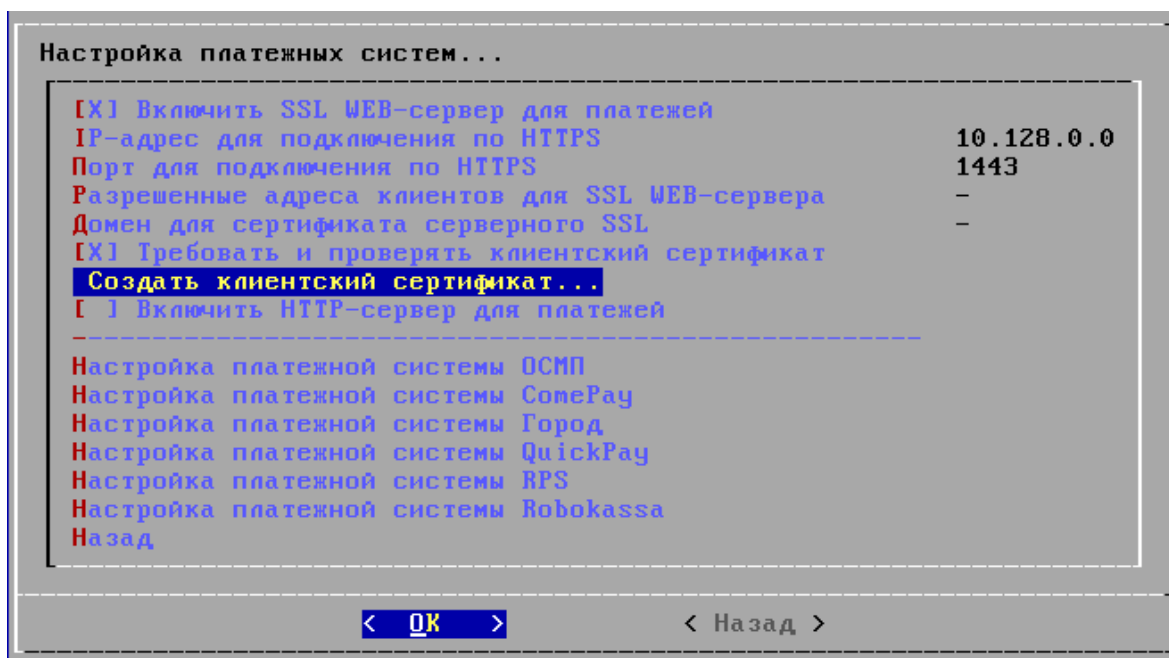 Настройка платежных систем...
[X] Включить SSL WEB-сервер для платежей
IP-адрес для подключения по HTTPS 10.128.0.0
Порт для подключения по HTTPS 1443
Разрешенные адреса клиентов для SSL WEB-сервера –
Домен для сертификата серверного SSL –
[X] Требовать и проверять клиентский сертификат
Создать клиентский сертификат...
[ ] Включить HTTP-сервер для платежей
Настройка платежной системы ОСМП
Настройка платежной системы ComePay
Настройка платежной системы Город
Настройка платежной системы QuickPay
Настройка платежной системы RPS
Настройка платежной системы Robokassa
Назад
< OK > < Назад >